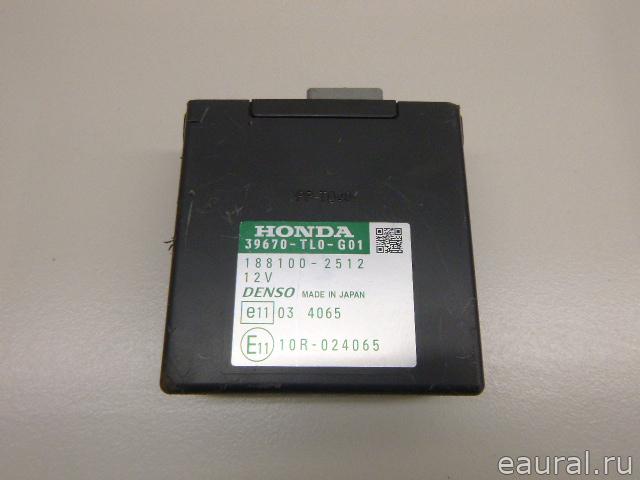 HONDA
39670-TL0-G01
188100-2512
12V
DENSO MADE IN JAPAN
e11 03 4065
E11 10R-024065
eaural.ru